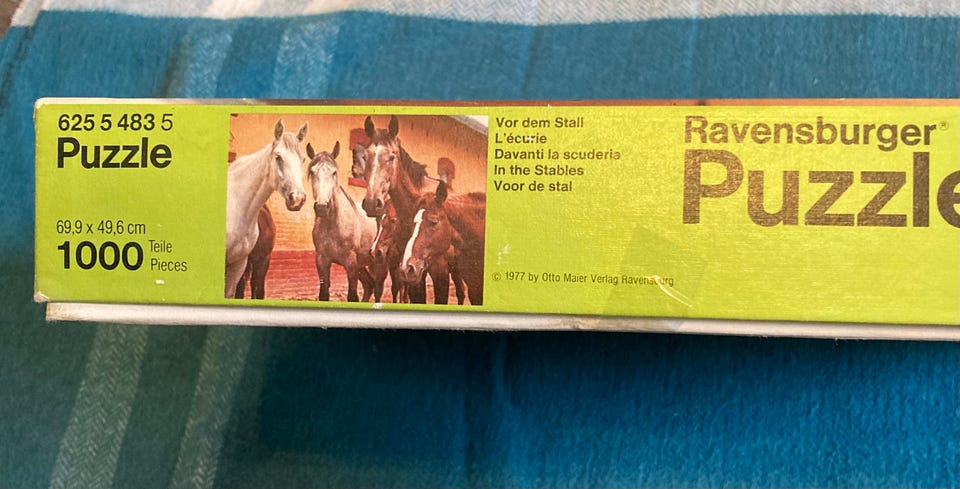 625 5 483 5
Puzzle
69,9 x 49,6 cm
1000 Teile
Pieces
Vor dem Stall
L'écurie
Davanti la scuderia
In the Stables
Voor de stal
© 1977 by Otto Maier Verlag Ravensburg
Ravensburger®
Puzzle